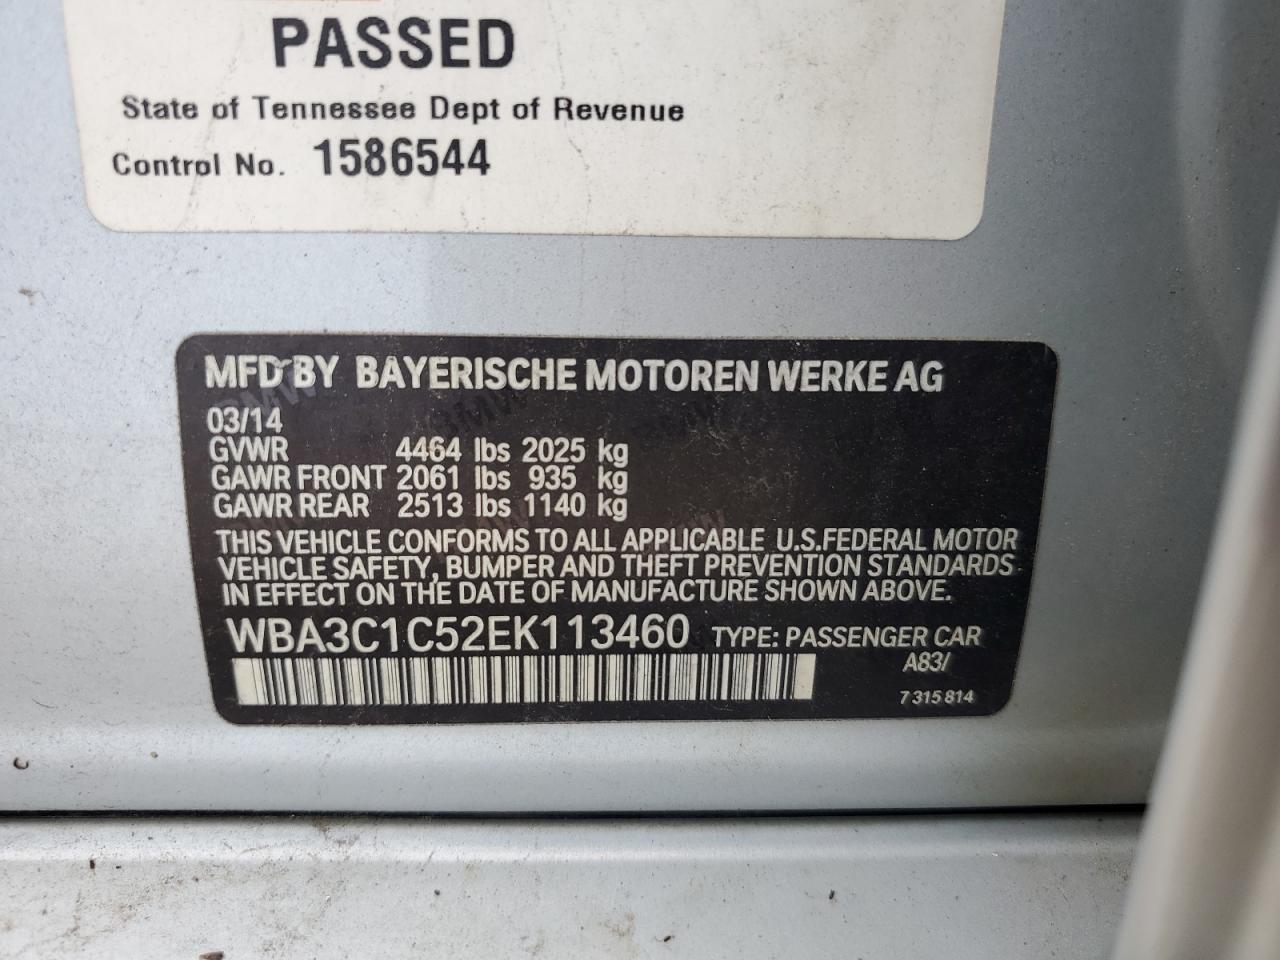 PASSED
State of Tennessee Dept of Revenue
Control No. 1586544
MFD BY BAYERISCHE MOTOREN WERKE AG
03/14
GVWR 4464 lbs 2025 kg
GAWR FRONT 2061 lbs 935 kg
GAWR REAR 2513 lbs 1140 kg
THIS VEHICLE CONFORMS TO ALL APPLICABLE U.S.FEDERAL MOTOR
VEHICLE SAFETY, BUMPER AND THEFT PREVENTION STANDARDS
IN EFFECT ON THE DATE OF MANUFACTURE SHOWN ABOVE.
WBA3C1C52EK113460 TYPE: PASSENGER CAR
A83/
7 315 814